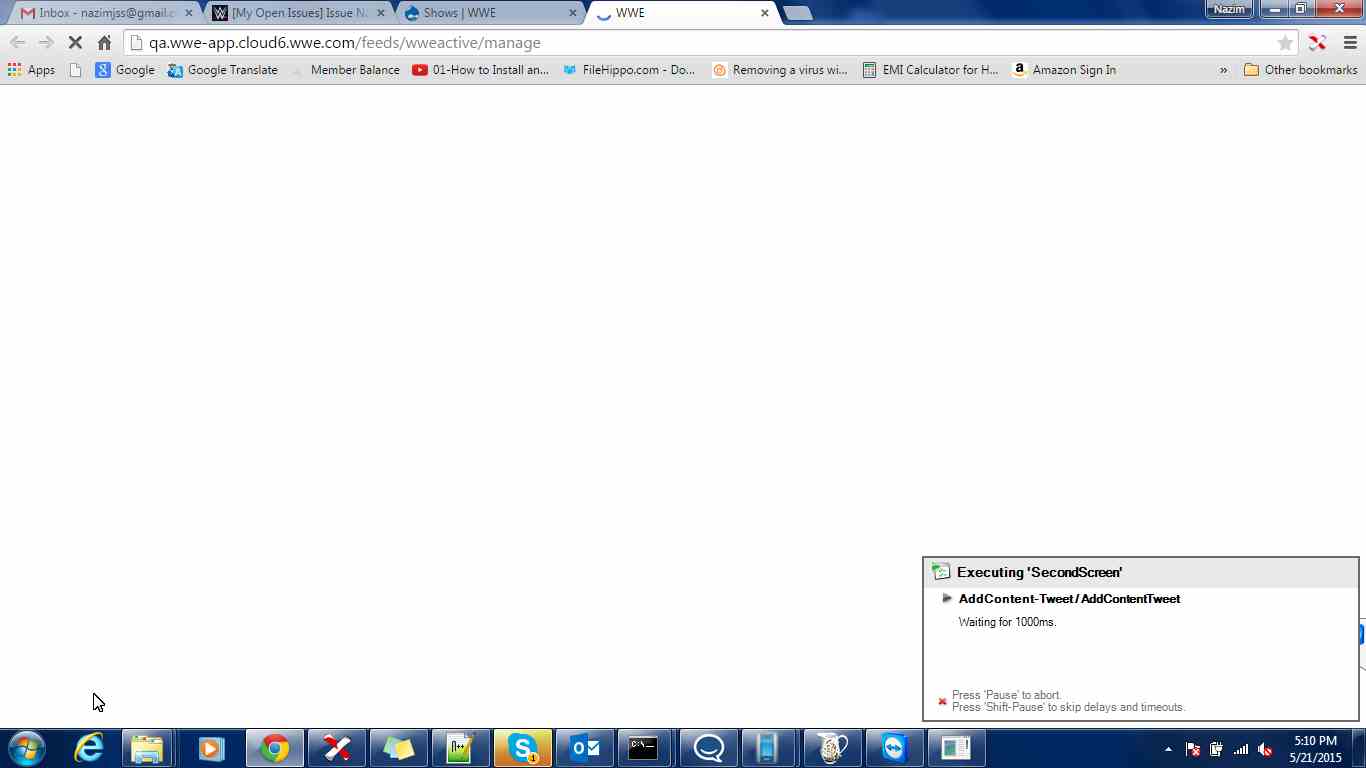 Inbox - nazimjss@gmail.c
[My Open Issues] Issue Na
Shows | WWE
WWE
Nazim
qa.wwe-app.cloud6.wwe.com/feeds/wweactive/manage
Apps
Google
Google Translate
Member Balance
01-How to Install an...
FileHippo.com - Do...
Removing a virus wi...
EMI Calculator for H...
Amazon Sign In
»
Other bookmarks
Executing 'SecondScreen'
AddContent-Tweet/AddContentTweet
Waiting for 1000ms.
Press 'Pause' to abort.
Press 'Shift-Pause' to skip delays and timeouts.
5:10 PM
5/21/2015